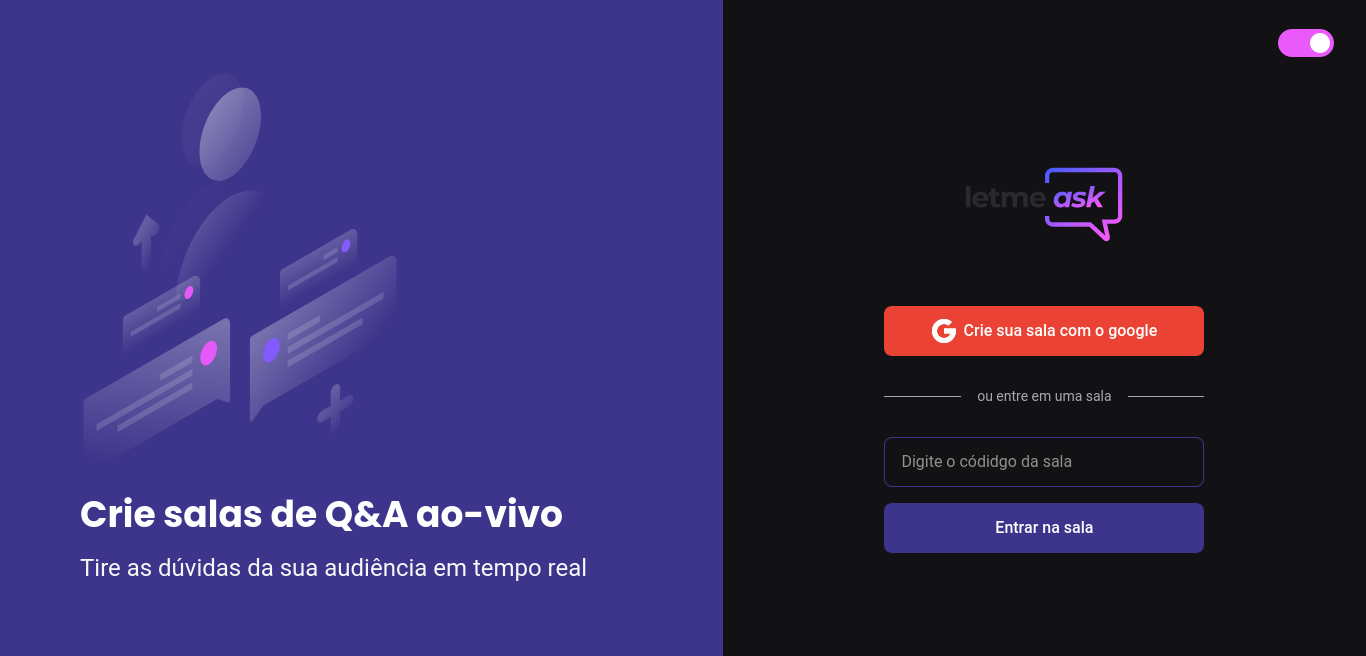 Crie salas de Q&A ao-vivo
Tire as dúvidas da sua audiência em tempo real
letme ask
Crie sua sala com o google
ou entre em uma sala
Digite o códidgo da sala
Entrar na sala